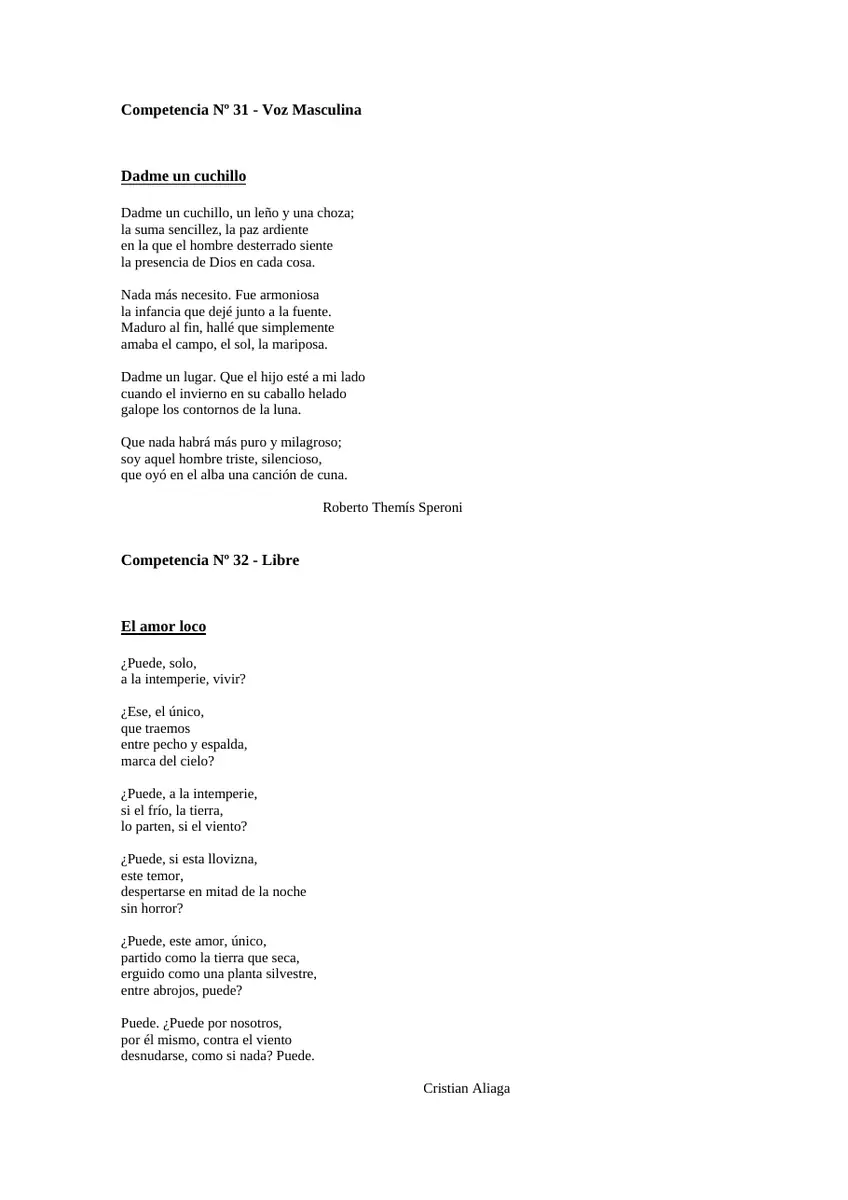 Competencia Nº 31 - Voz Masculina
Dadme un cuchillo
Dadme un cuchillo, un leño y una choza;
la suma sencillez, la paz ardiente
en la que el hombre desterrado siente
la presencia de Dios en cada cosa.
Nada más necesito. Fue armoniosa
la infancia que dejé junto a la fuente.
Maduro al fin, hallé que simplemente
amaba el campo, el sol, la mariposa.
Dadme un lugar. Que el hijo esté a mi lado
cuando el invierno en su caballo helado
galope los contornos de la luna.
Que nada habrá más puro y milagroso;
soy aquel hombre triste, silencioso,
que oyó en el alba una canción de cuna.
Roberto Themís Speroni
Competencia Nº 32 - Libre
El amor loco
¿Puede, solo,
a la intemperie, vivir?
¿Ese, el único,
que traemos
entre pecho y espalda,
marca del cielo?
¿Puede, a la intemperie,
si el frío, la tierra,
lo parten, si el viento?
¿Puede, si esta llovizna,
este temor,
despertarse en mitad de la noche
sin horror?
¿Puede, este amor, único,
partido como la tierra que seca,
erguido como una planta silvestre,
entre abrojos, puede?
Puede. ¿Puede por nosotros,
por él mismo, contra el viento
desnudarse, como si nada? Puede.
Cristian Aliaga